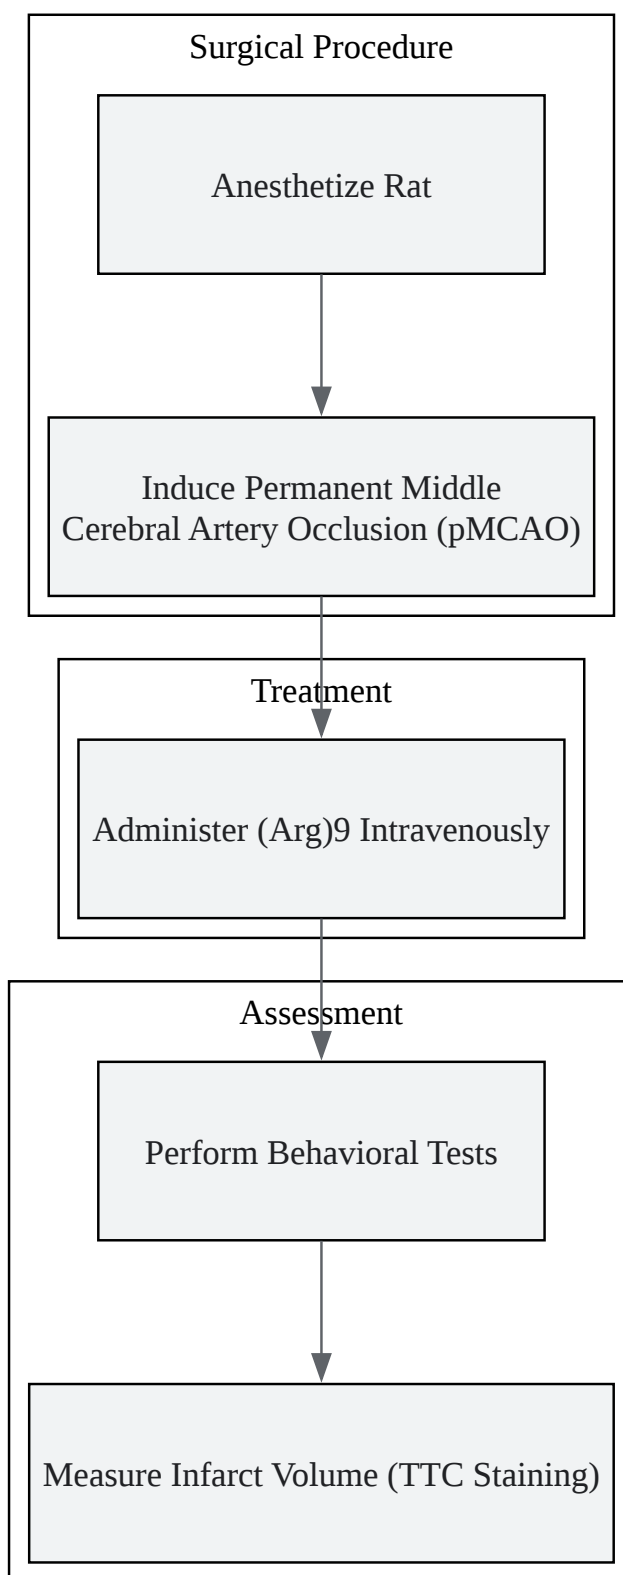 Surgical Procedure
Anesthetize Rat
Induce Permanent Middle
Cerebral Artery Occlusion (pMCAO)
Treatment
Administer (Arg)9 Intravenously
Assessment
Perform Behavioral Tests
Measure Infarct Volume (TTC Staining)